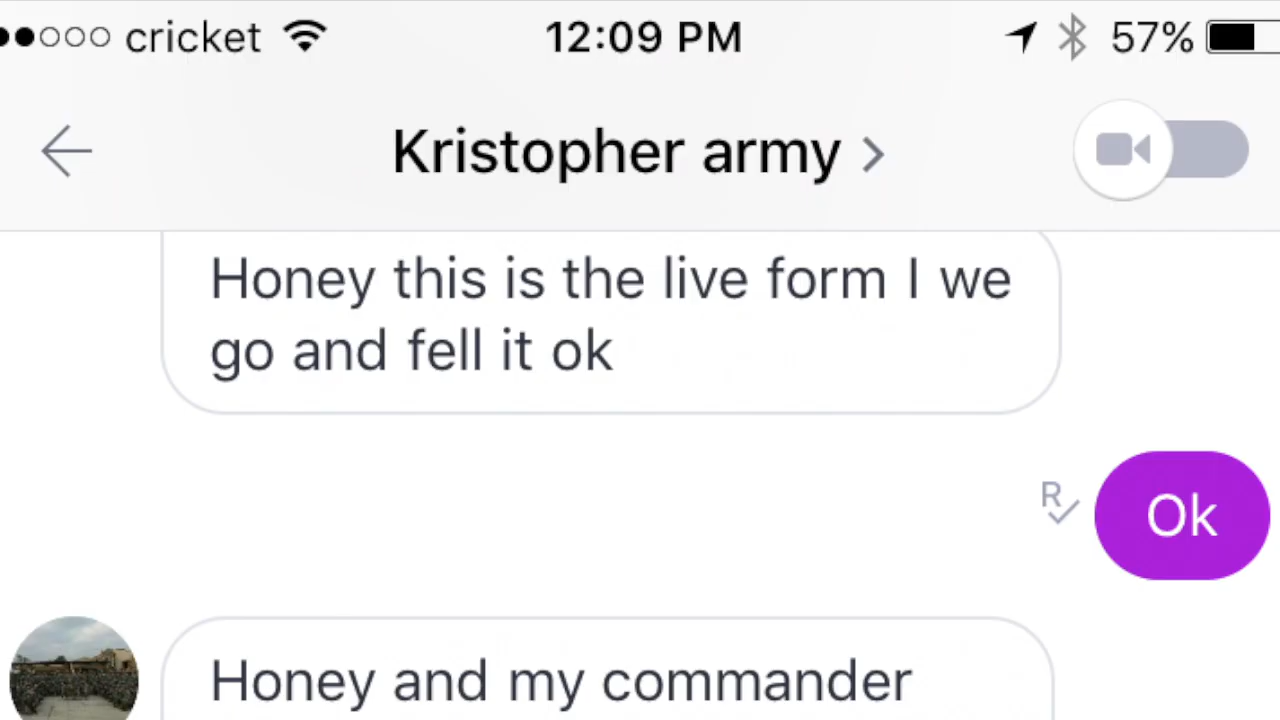 cricket 12:09 PM 57%
Kristopher army
Honey this is the live form I we
go and fell it ok
R Ok
Honey and my commander